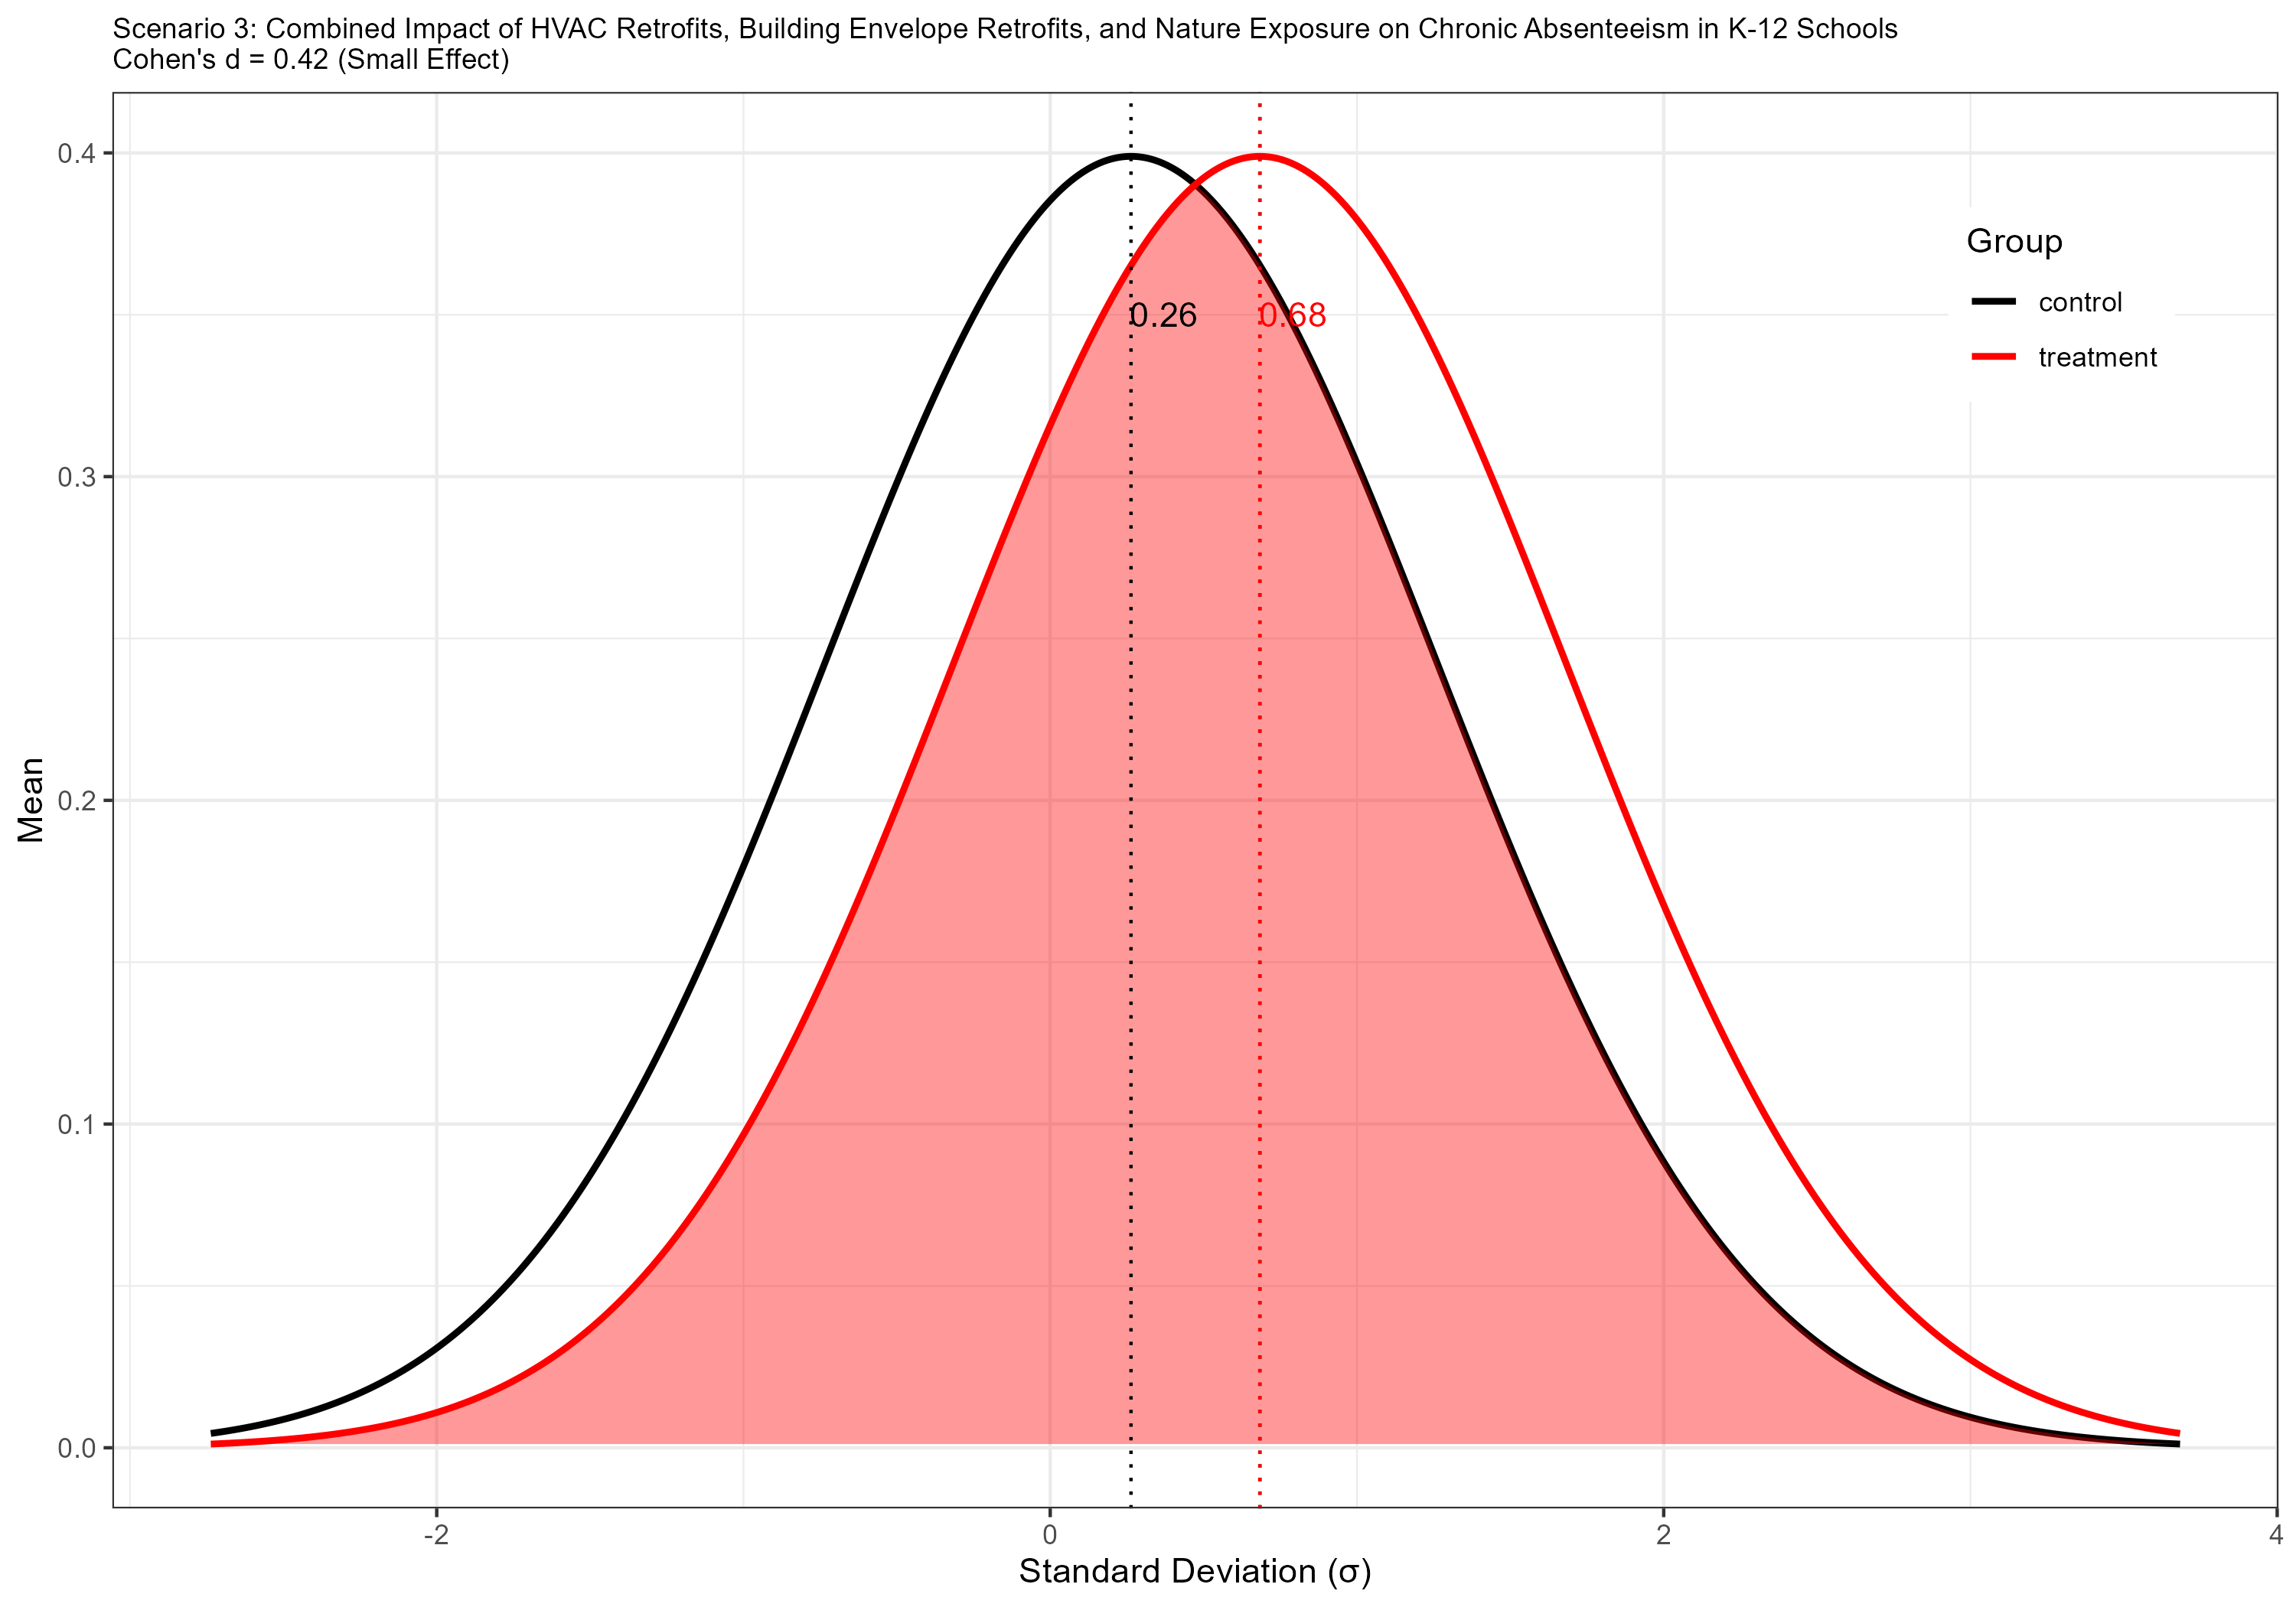 Scenario 3: Combined Impact of HVAC Retrofits, Building Envelope Retrofits, and Nature Exposure on Chronic Absenteeism in K-12 Schools
Cohen's d = 0.42 (Small Effect)
0.4
0.3
0.2
0.1
0.0
Mean
0.26
0.68
Group
control
treatment
-2
0
2
4
Standard Deviation (σ)